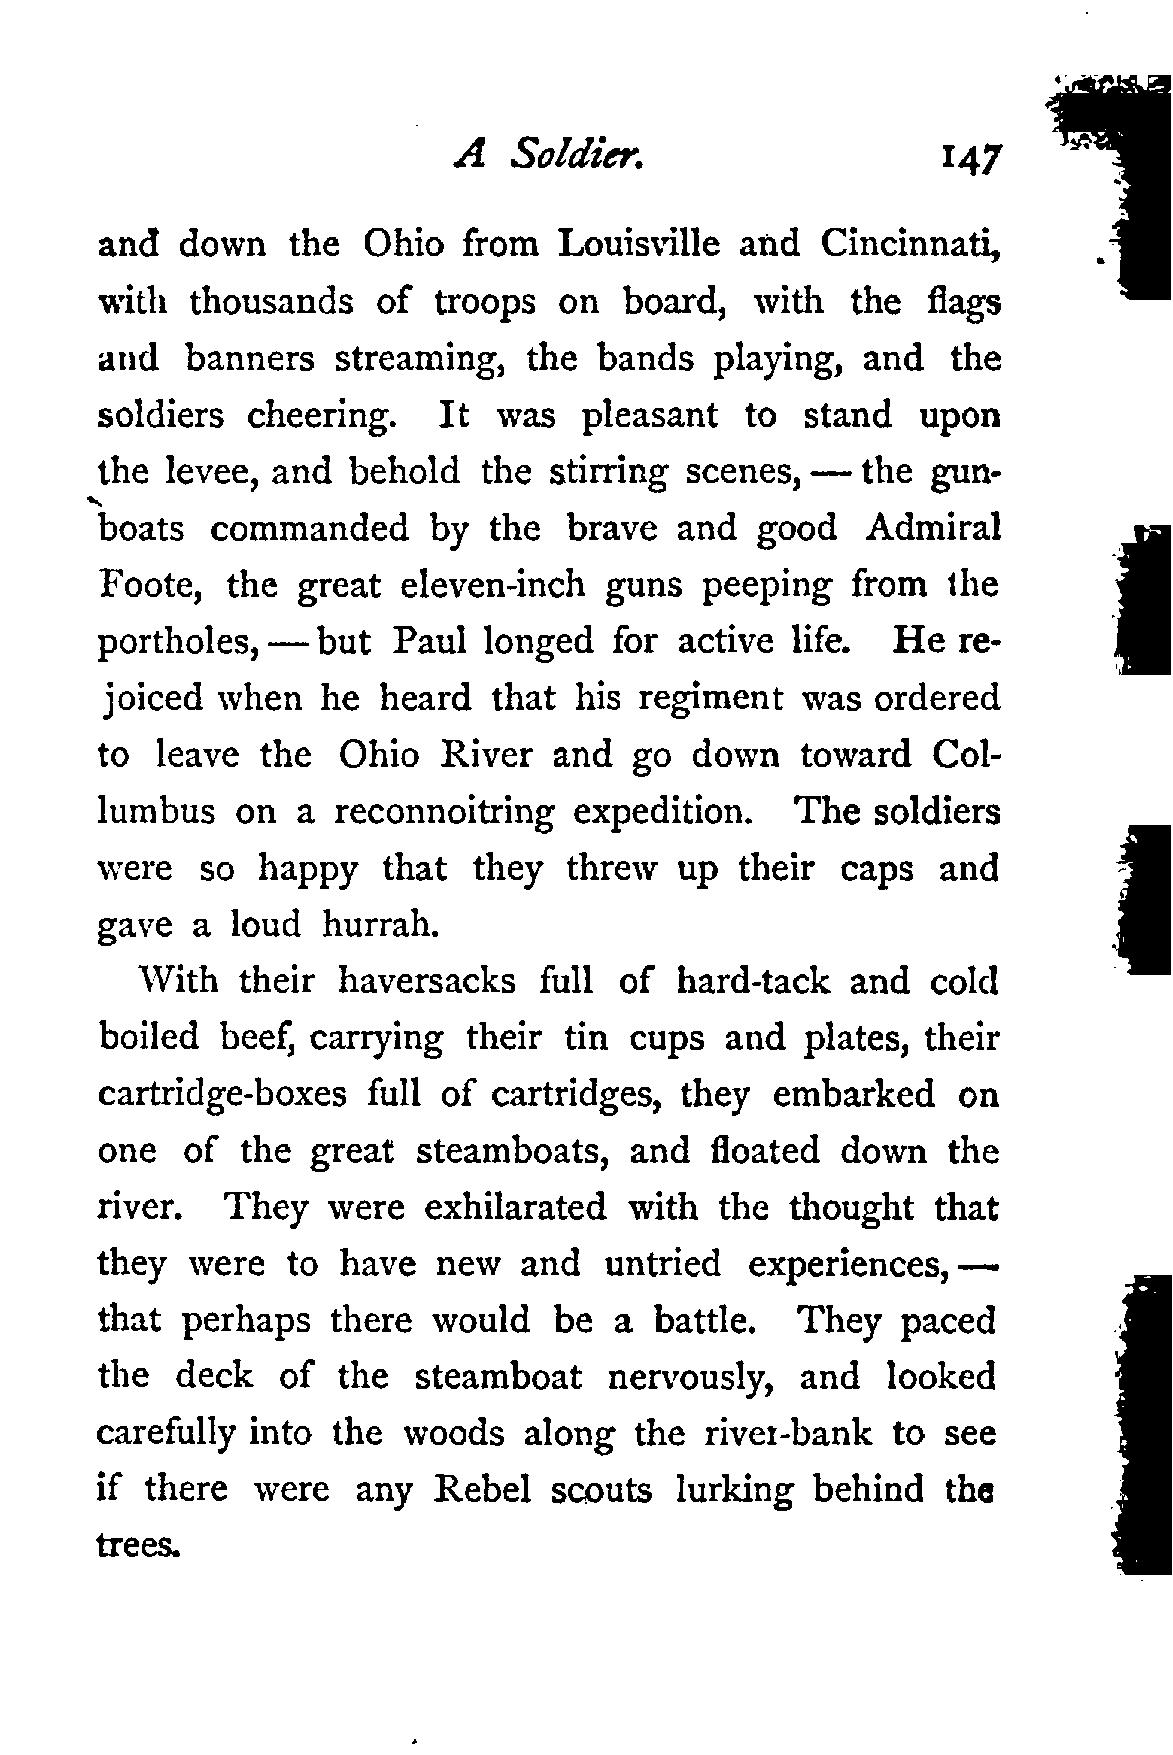 A Soldier. 147
and down the Ohio from Louisville and Cincinnati,
with thousands of troops on board, with the flags
and banners streaming, the bands playing, and the
soldiers cheering. It was pleasant to stand upon
the levee, and behold the stirring scenes, — the gun-
boats commanded by the brave and good Admiral
Foote, the great eleven-inch guns peeping from the
portholes, — but Paul longed for active life. He re-
joiced when he heard that his regiment was ordered
to leave the Ohio River and go down toward Col-
lumbus on a reconnoitring expedition. The soldiers
were so happy that they threw up their caps and
gave a loud hurrah.
With their haversacks full of hard-tack and cold
boiled beef, carrying their tin cups and plates, their
cartridge-boxes full of cartridges, they embarked on
one of the great steamboats, and floated down the
river. They were exhilarated with the thought that
they were to have new and untried experiences, —
that perhaps there would be a battle. They paced
the deck of the steamboat nervously, and looked
carefully into the woods along the river-bank to see
if there were any Rebel scouts lurking behind the
trees.